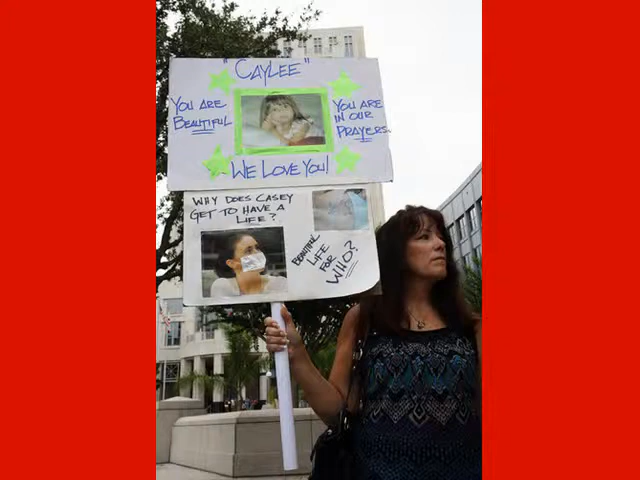 "CAYLEE"
YOU ARE
BEAUTIFUL
YOU ARE
IN OUR
PRAYERS.
WE LOVE YOU!
WHY DOES CASEY
GET TO HAVE A
LIFE?
BEAUTIFUL
LIFE
FOR
WHO?